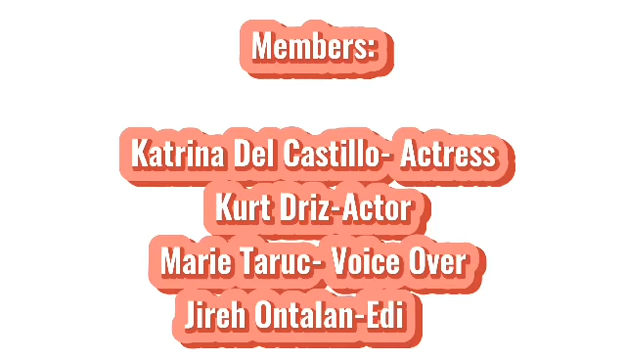 Members:
Katrina Del Castillo- Actress
Kurt Driz-Actor
Marie Taruc- Voice Over
Jireh Ontalan-Edi